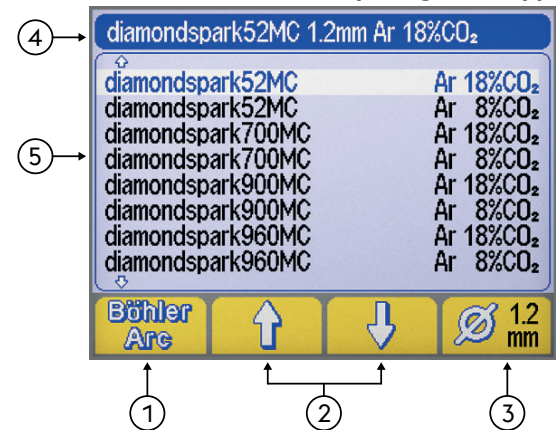 4
diamondspark52MC 1.2mm Ar 18%CO₂
5
diamondspark52MC Ar 18%CO₂
diamondspark52MC Ar 8%CO₂
diamondspark700MC Ar 18%CO₂
diamondspark700MC Ar 8%CO₂
diamondspark900MC Ar 18%CO₂
diamondspark900MC Ar 8%CO₂
diamondspark960MC Ar 18%CO₂
diamondspark960MC Ar 8%CO₂
Böhler
Arc
1.2
mm
1
2
3